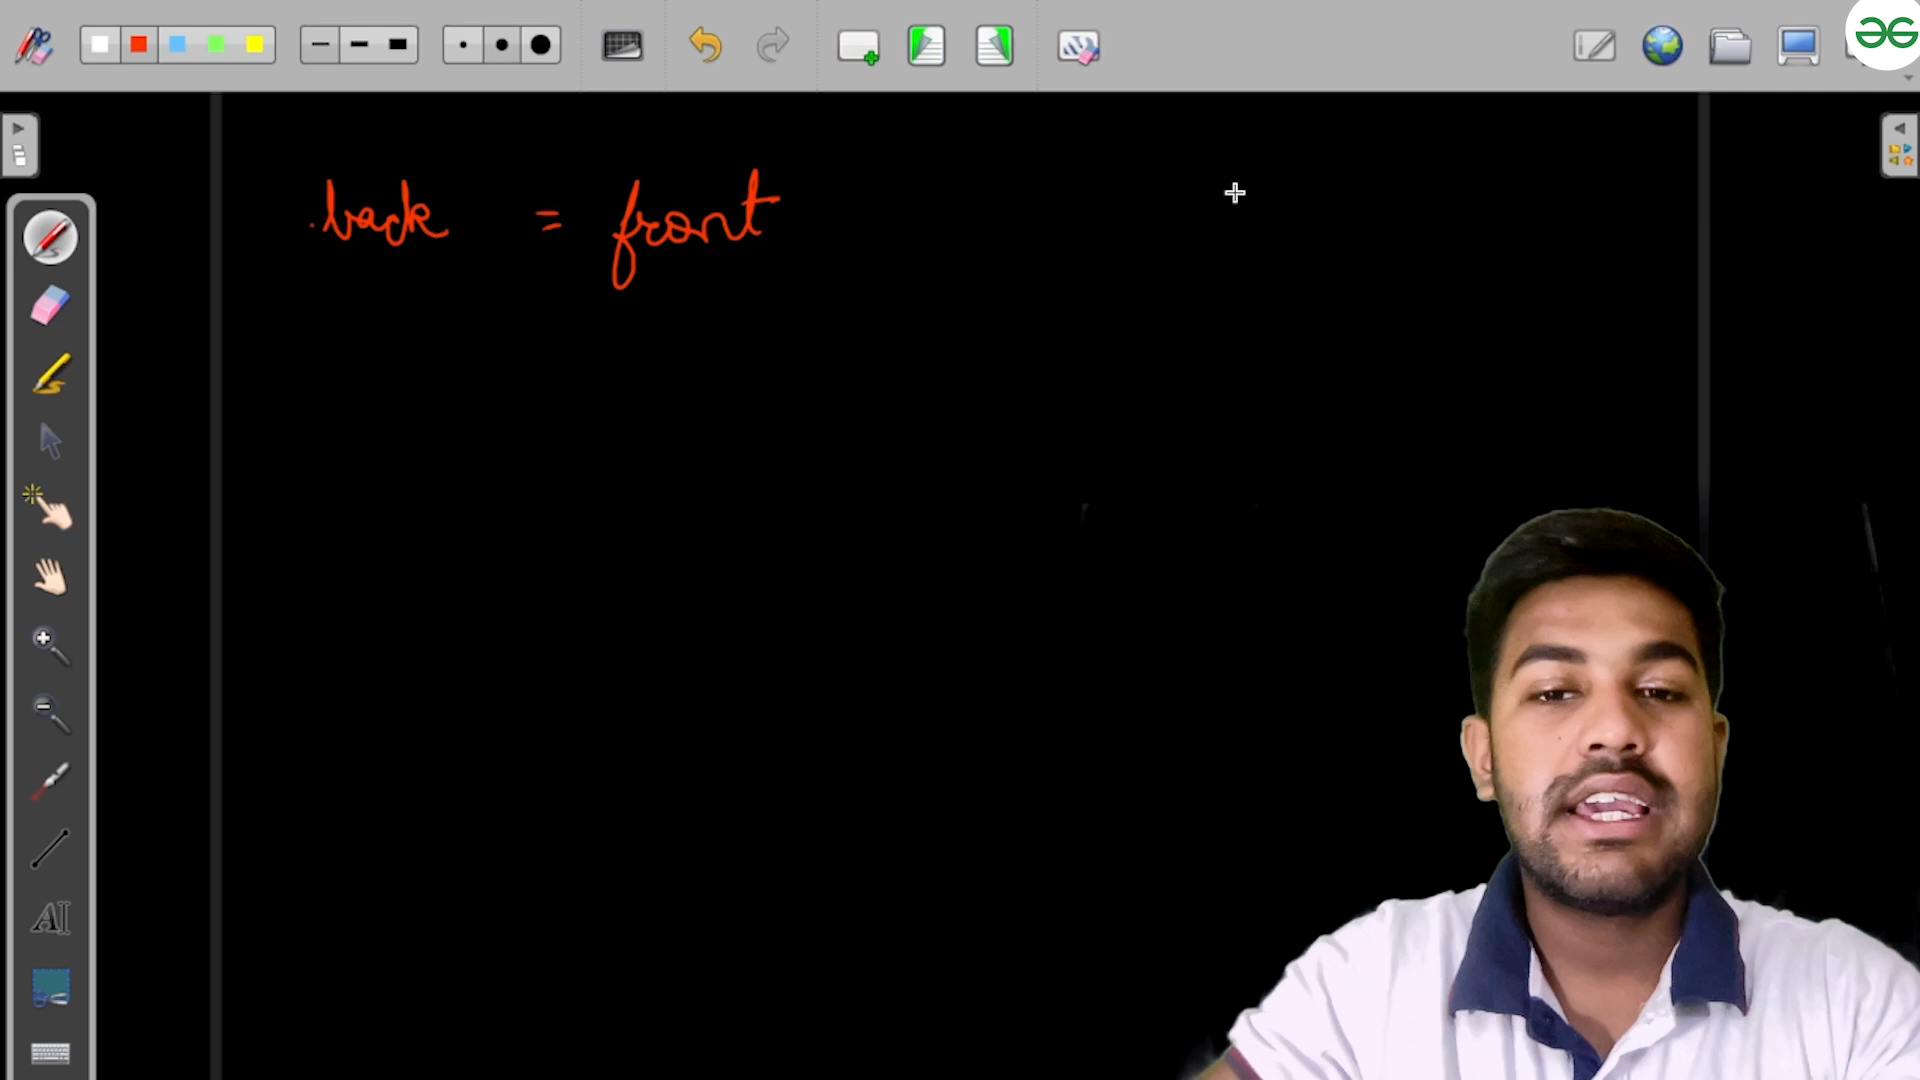 .back = front